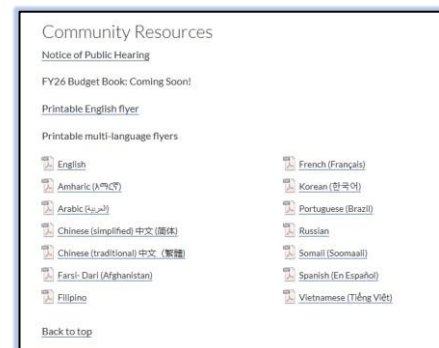 Community Resources
Notice of Public Hearing
FY26 Budget Book: Coming Soon!
Printable English flyer
Printable multi-language flyers
English
Amharic (አማርኛ)
Arabic (العربية)
Chinese (simplified) 中文 (简体)
Chinese (traditional) 中文 (繁體)
Farsi- Dari (Afghanistan)
Filipino
French (Français)
Korean (한국어)
Portuguese (Brazil)
Russian
Somali (Soomaali)
Spanish (En Español)
Vietnamese (Tiếng Việt)
Back to top